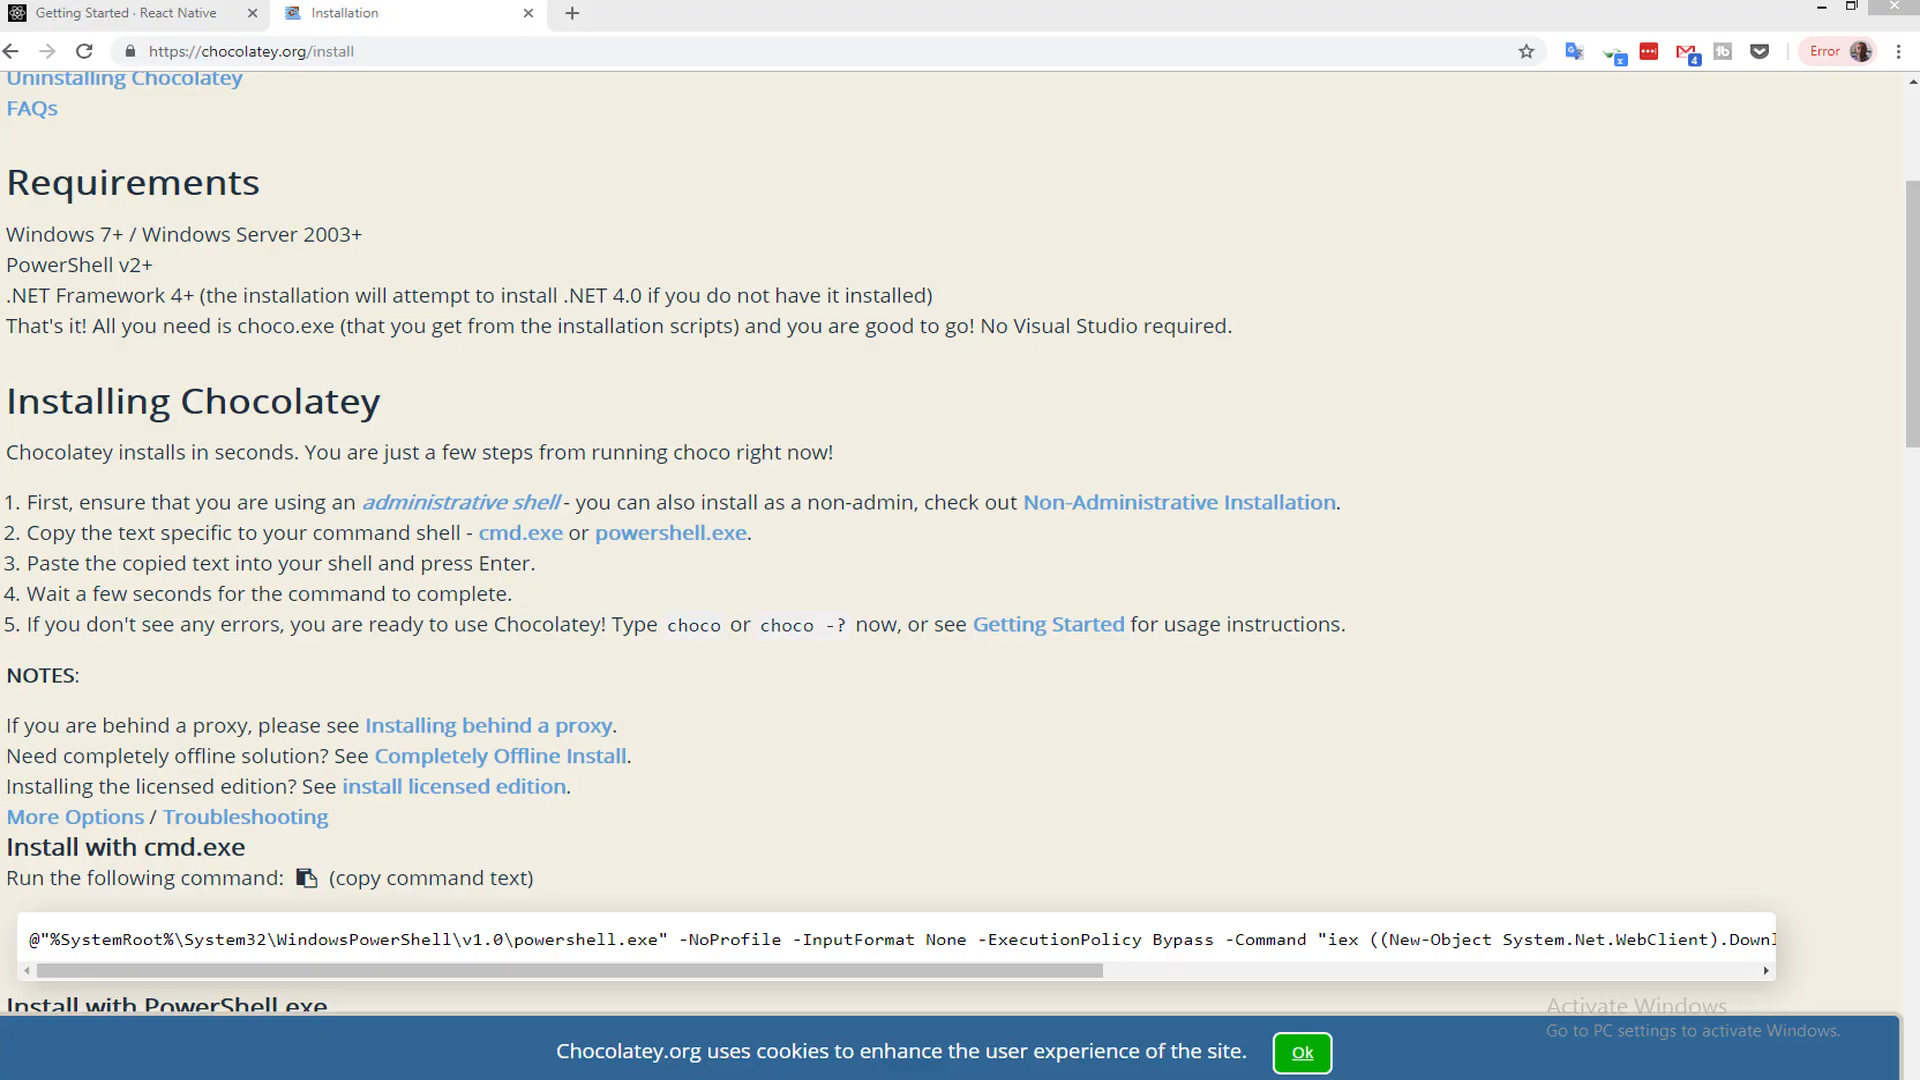 Getting Started · React Native
Installation
https://chocolatey.org/install
4
Error
Uninstalling Chocolatey
FAQs
Requirements
Windows 7+ / Windows Server 2003+
PowerShell v2+
.NET Framework 4+ (the installation will attempt to install .NET 4.0 if you do not have it installed)
That's it! All you need is choco.exe (that you get from the installation scripts) and you are good to go! No Visual Studio required.
Installing Chocolatey
Chocolatey installs in seconds. You are just a few steps from running choco right now!
1. First, ensure that you are using an administrative shell - you can also install as a non-admin, check out Non-Administrative Installation.
2. Copy the text specific to your command shell - cmd.exe or powershell.exe.
3. Paste the copied text into your shell and press Enter.
4. Wait a few seconds for the command to complete.
5. If you don't see any errors, you are ready to use Chocolatey! Type choco or choco -? now, or see Getting Started for usage instructions.
NOTES:
If you are behind a proxy, please see Installing behind a proxy.
Need completely offline solution? See Completely Offline Install.
Installing the licensed edition? See install licensed edition.
More Options / Troubleshooting
Install with cmd.exe
Run the following command: (copy command text)
@"%SystemRoot%\System32\WindowsPowerShell\v1.0\powershell.exe" -NoProfile -InputFormat None -ExecutionPolicy Bypass -Command "iex ((New-Object System.Net.WebClient).Downl
Install with PowerShell.exe
Activate Windows
Go to PC settings to activate Windows.
Chocolatey.org uses cookies to enhance the user experience of the site. Ok